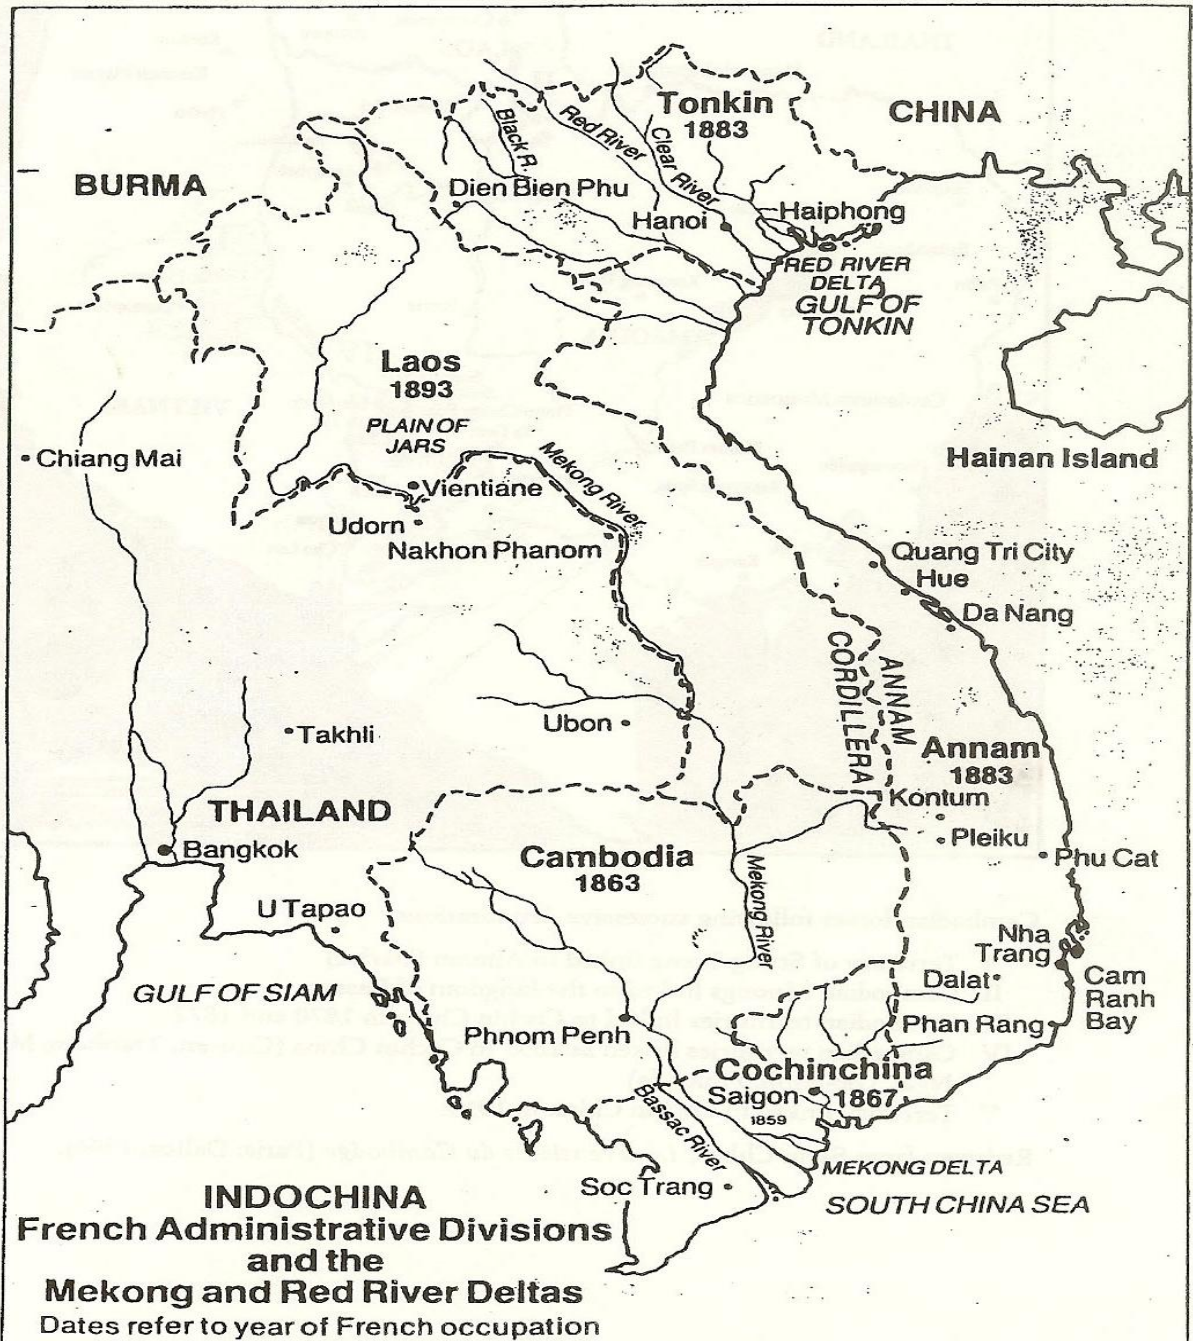 Tonkin
1883
CHINA
BURMA
Black R.
Red River
Clear River
Dien Bien Phu
Hanoi
Haiphong
RED RIVER
DELTA
GULF OF
TONKIN
Laos
1893
PLAIN OF
JARS
Mekong River
Hainan Island
Chiang Mai
Vientiane
Udorn
Nakhon Phanom
Quang Tri City
Hue
Da Nang
ANNAM
CORDILLERA
Ubon
Takhli
Annam
1883
THAILAND
Kontum
Pleiku
Bangkok
Cambodia
1863
Mekong River
Phu Cat
U Tapao
Nha
Trang
Dalat
Cam
Ranh
Bay
GULF OF SIAM
Phnom Penh
Phan Rang
Cochinchina
1867
Saigon
1859
Bassac River
MEKONG DELTA
Soc Trang
SOUTH CHINA SEA
INDOCHINA
French Administrative Divisions
and the
Mekong and Red River Deltas
Dates refer to year of French occupation